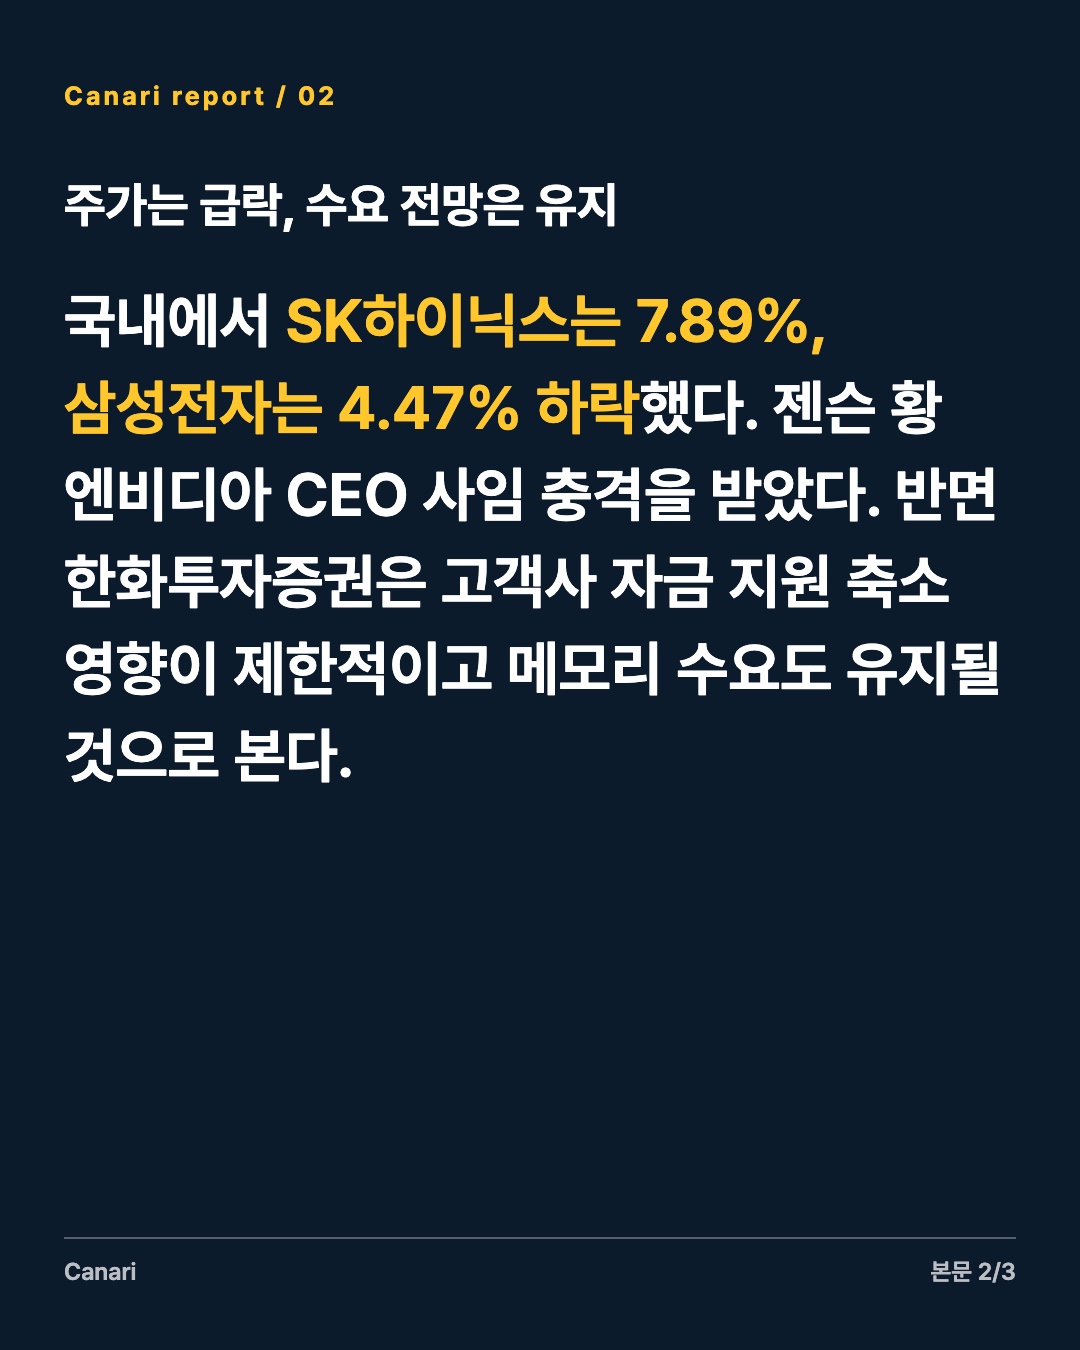 Canari report / 02
주가는 급락, 수요 전망은 유지
국내에서 SK하이닉스는 7.89%,
삼성전자는 4.47% 하락했다. 젠슨 황
엔비디아 CEO 사임 충격을 받았다. 반면
한화투자증권은 고객사 자금 지원 축소
영향이 제한적이고 메모리 수요도 유지될
것으로 본다.
Canari
본문 2/3